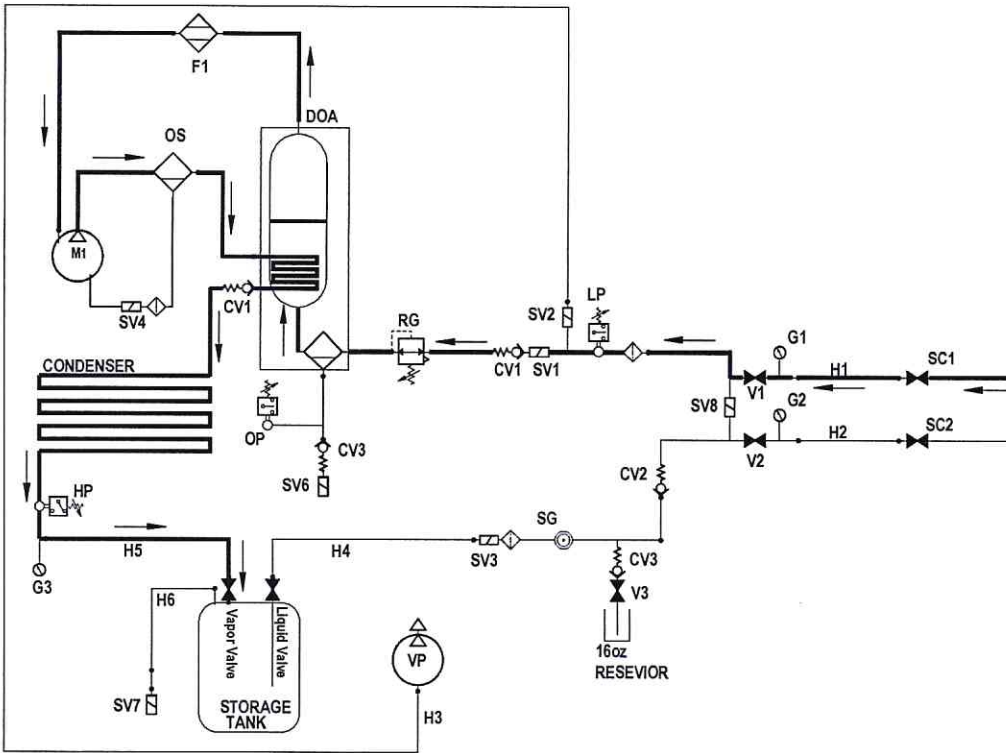 F1
DOA
OS
M1
SV4
CV1
RG
SV2
LP
G1
CV1
SV1
H1
SC1
V1
G2
SV8
V2
H2
SC2
CONDENSER
OP
CV3
SV6
CV2
HP
H5
G3
H4
SV3
SG
CV3
V3
H6
Vapor Valve
Liquid Valve
VP
16oz
RESEVIOR
SV7
STORAGE
TANK
H3